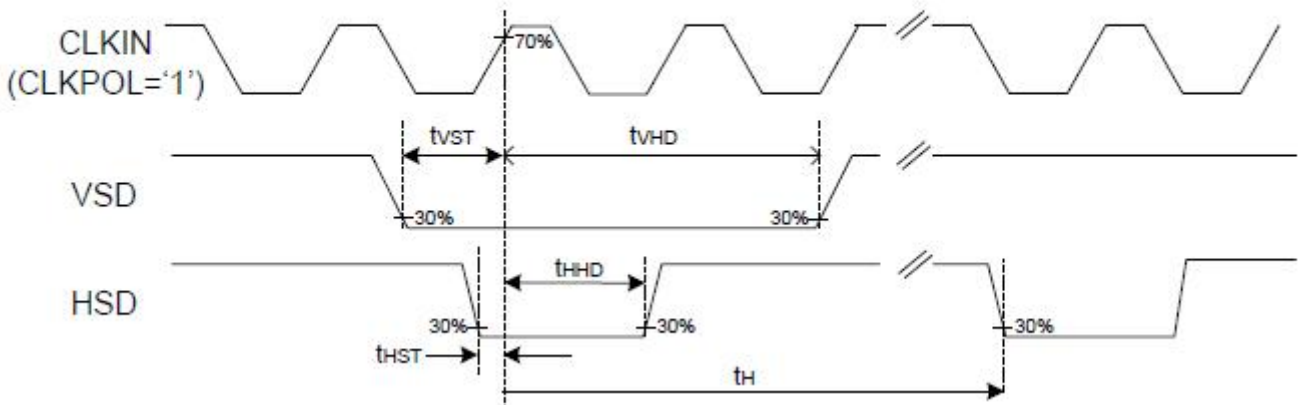 CLKIN
(CLKPOL=‘1’)
70%
tVST
tVHD
VSD
30%
30%
tHHD
HSD
30%
30%
30%
tHST
tH